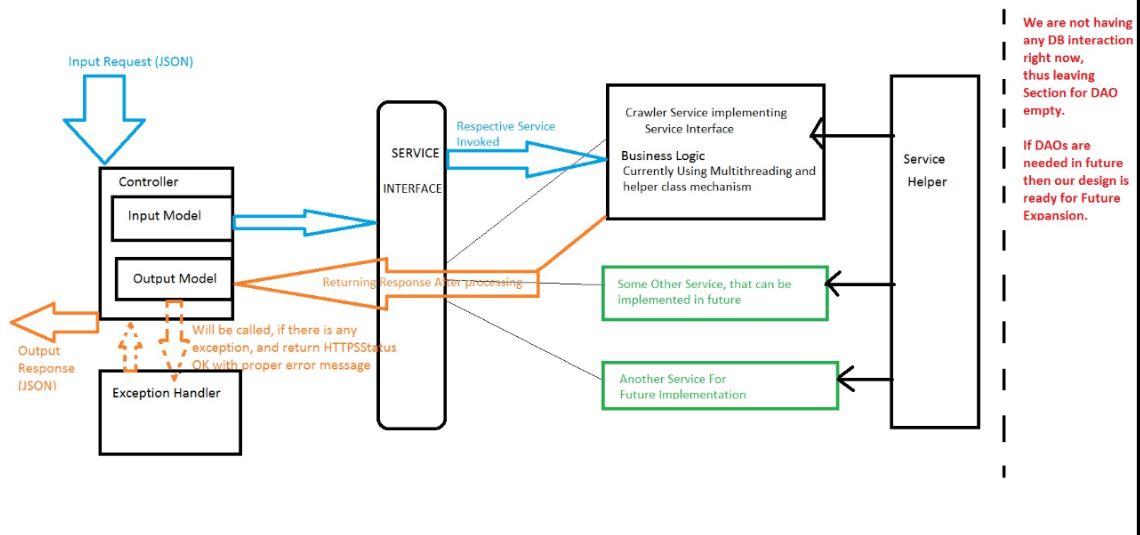 Input Request (JSON)
Controller
Input Model
Output Model
Output
Response
(JSON)
Will be called, if there is any
exception, and return HTTPSStatus
OK with proper error message
Exception Handler
SERVICE
INTERFACE
Respective Service
Invoked
Returning Response After processing
Crawler Service implementing
Service Interface
Business Logic
Currently Using Multithreading and
helper class mechanism
Some Other Service, that can be
implemented in future
Another Service For
Future Implementation
Service
Helper
We are not having
any DB interaction
right now,
thus leaving
Section for DAO
empty.
If DAOs are
needed in future
then our design is
ready for Future
Expansion.